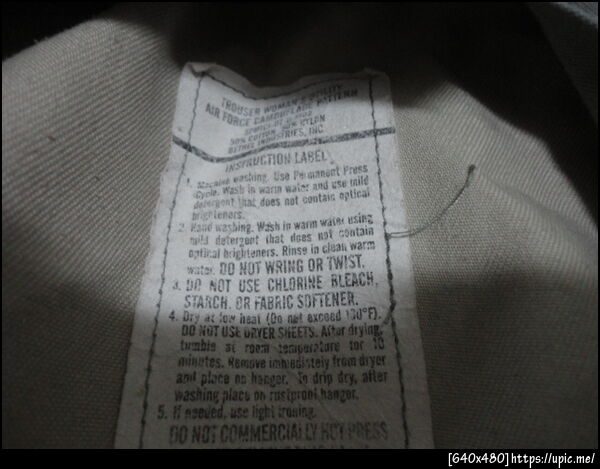 TROUSER WOMAN'S UTILITY
AIR FORCE CAMOUFLAGE PATTERN
50% COTTON 50% NYLON
INDUSTRIES, INC
INSTRUCTION LABEL
1. Machine washing. Use Permanent Press
Cycle. Wash in warm water and use mild
detergent that does not contain optical
brighteners.
2. Hand washing. Wash in warm water using
mild detergent that does not contain
optical brighteners. Rinse in clean warm
water. DO NOT WRING OR TWIST.
3. DO NOT USE CHLORINE BLEACH,
STARCH, OR FABRIC SOFTENER.
4. Dry at low heat (Do not exceed
DO NOT USE DRYER SHEETS. After drying,
tumble at room temperature for 10
minutes. Remove immediately from dryer
and place on hanger. To drip dry, after
washing place on rustproof hanger.
5. If needed, use light ironing.
DO NOT COMMERCIALLY HOT PRESS
[640x480]https://upic.me/